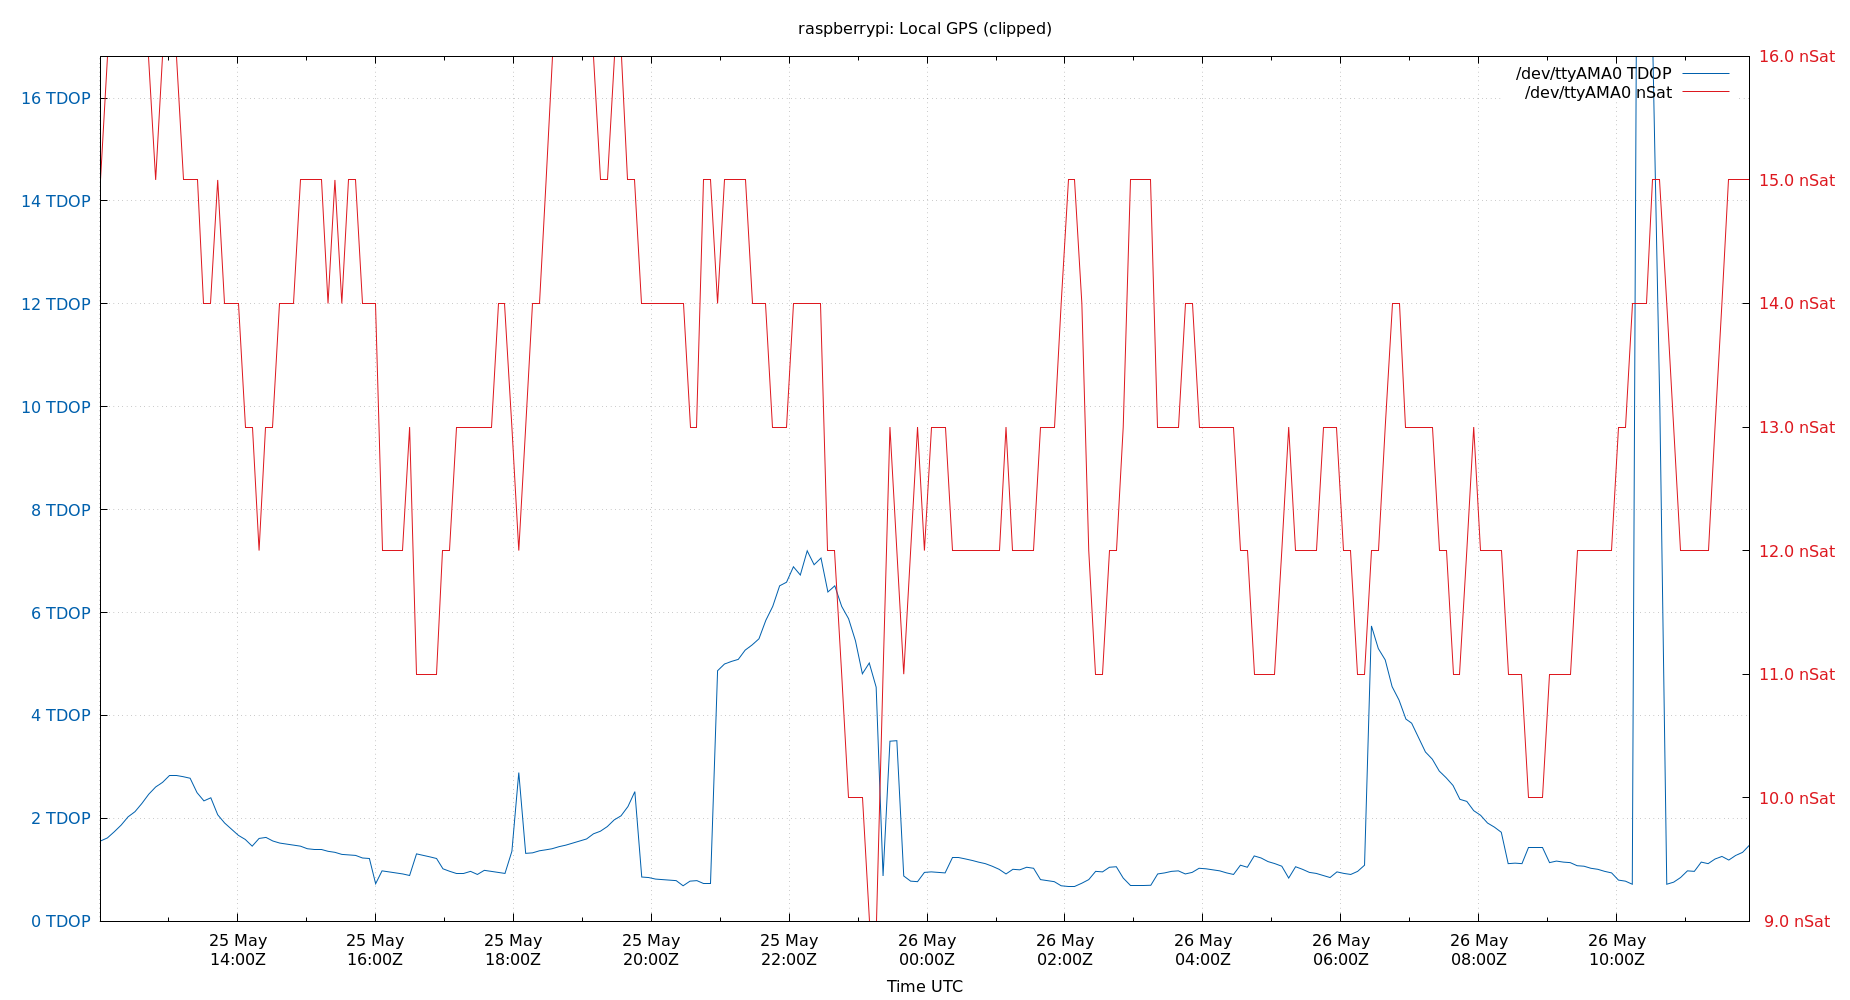 raspberrypi: Local GPS (clipped)
/dev/ttyAMA0 TDOP
/dev/ttyAMA0 nSat
16 TDOP
14 TDOP
12 TDOP
10 TDOP
8 TDOP
6 TDOP
4 TDOP
2 TDOP
0 TDOP
16.0 nSat
15.0 nSat
14.0 nSat
13.0 nSat
12.0 nSat
11.0 nSat
10.0 nSat
9.0 nSat
25 May
14:00Z
25 May
16:00Z
25 May
18:00Z
25 May
20:00Z
25 May
22:00Z
26 May
00:00Z
26 May
02:00Z
26 May
04:00Z
26 May
06:00Z
26 May
08:00Z
26 May
10:00Z
Time UTC